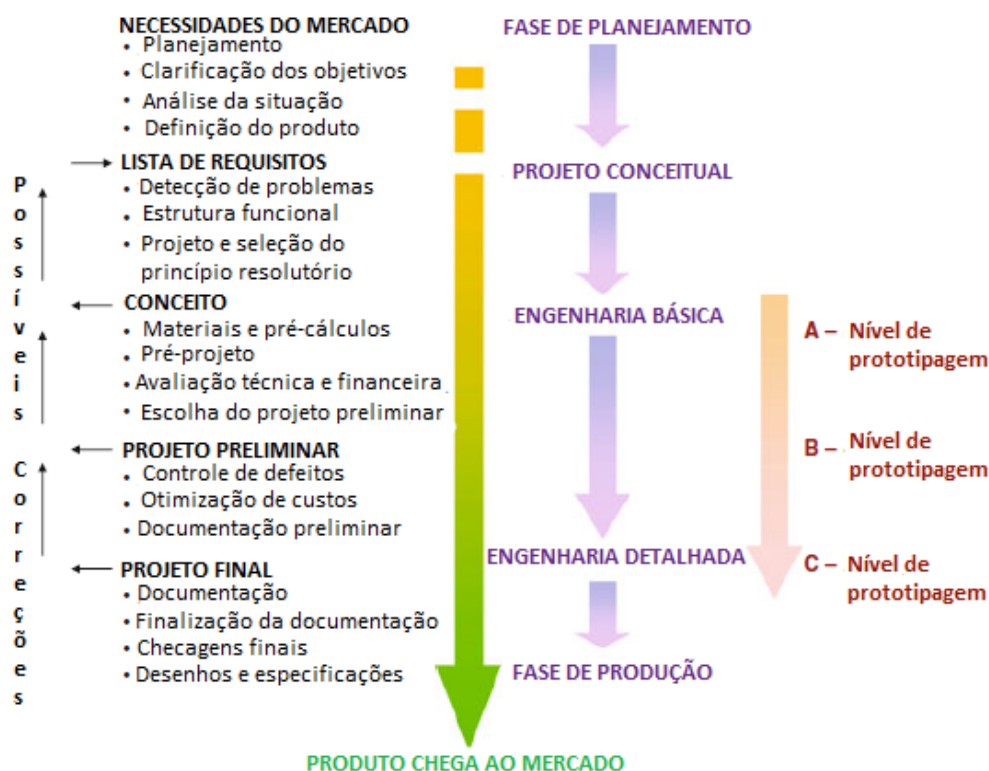 NECESSIDADES DO MERCADO
• Planejamento
• Clarificação dos objetivos
• Análise da situação
• Definição do produto
LISTA DE REQUISITOS
• Detecção de problemas
• Estrutura funcional
• Projeto e seleção do
princípio resolutório
CONCEITO
• Materiais e pré-cálculos
• Pré-projeto
• Avaliação técnica e financeira
• Escolha do projeto preliminar
PROJETO PRELIMINAR
• Controle de defeitos
• Otimização de custos
• Documentação preliminar
PROJETO FINAL
• Documentação
• Finalização da documentação
• Checagens finais
• Desenhos e especificações
Possíveis
Correções
FASE DE PLANEJAMENTO
PROJETO CONCEITUAL
ENGENHARIA BÁSICA
ENGENHARIA DETALHADA
FASE DE PRODUÇÃO
A – Nível de
prototipagem
B – Nível de
prototipagem
C – Nível de
prototipagem
PRODUTO CHEGA AO MERCADO